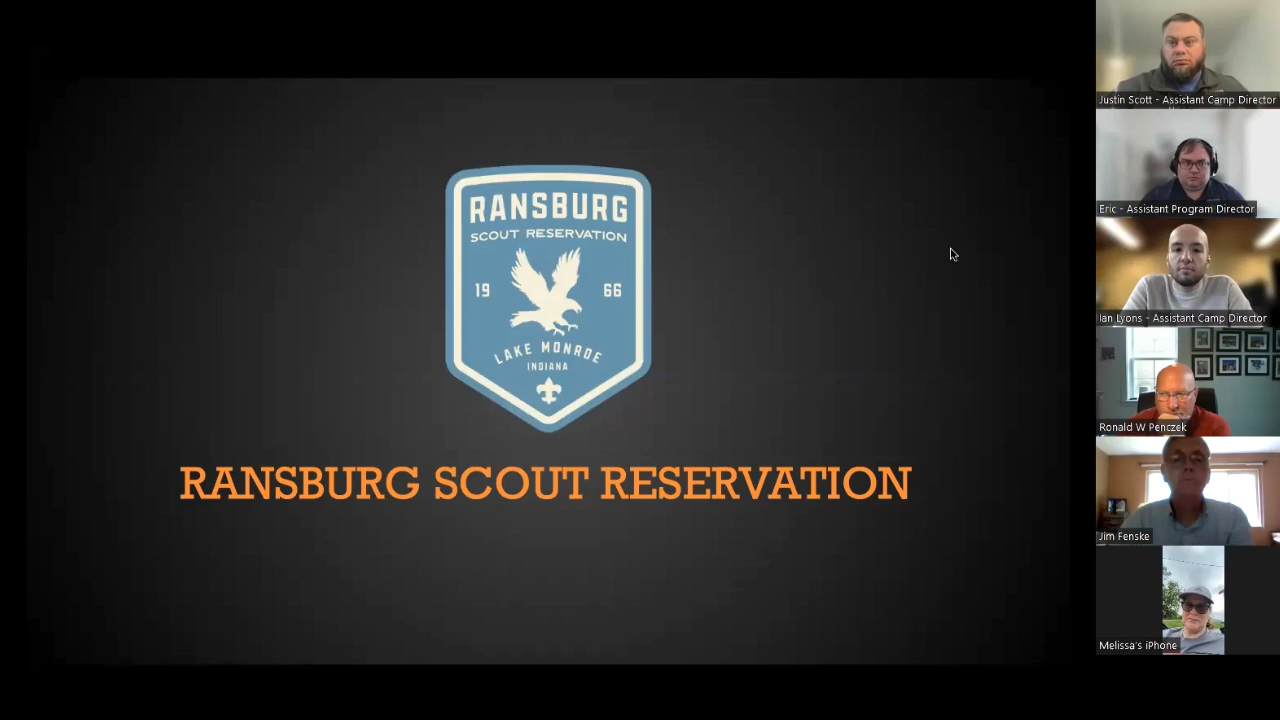 RANSBURG
SCOUT RESERVATION
19 66
LAKE MONROE
INDIANA
RANSBURG SCOUT RESERVATION
Justin Scott - Assistant Camp Director
Eric - Assistant Program Director
Ian Lyons - Assistant Camp Director
Ronald W Penczek
Jim Fenske
Melissa's iPhone